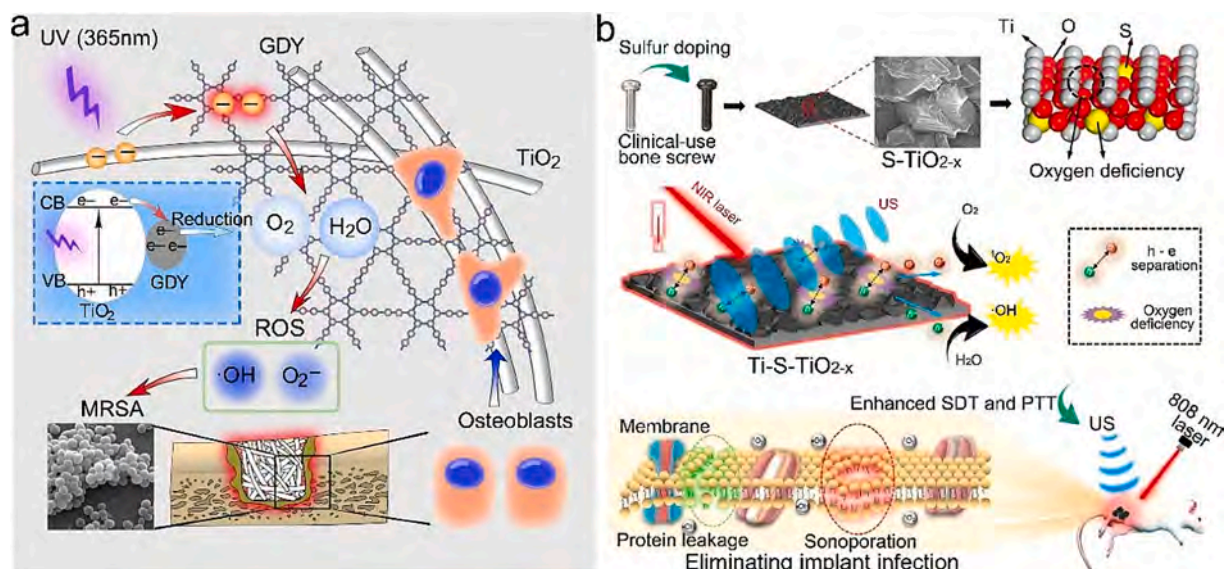 a
UV (365nm)
GDY
TiO2
CB
e– e–
Reduction
e–
e– e–
GDY
VB
h+ h+
TiO2
O2
H2O
ROS
·OH O2–
MRSA
Osteoblasts
b
Sulfur doping
Clinical-use
bone screw
S-TiO2-x
Ti O S
Oxygen deficiency
NIR laser
US
O2
1O2
·OH
H2O
h - e
separation
Oxygen
deficiency
Ti-S-TiO2-x
Enhanced SDT and PTT
US
808 nm
laser
Membrane
Protein leakage
Sonoporation
Eliminating implant infection